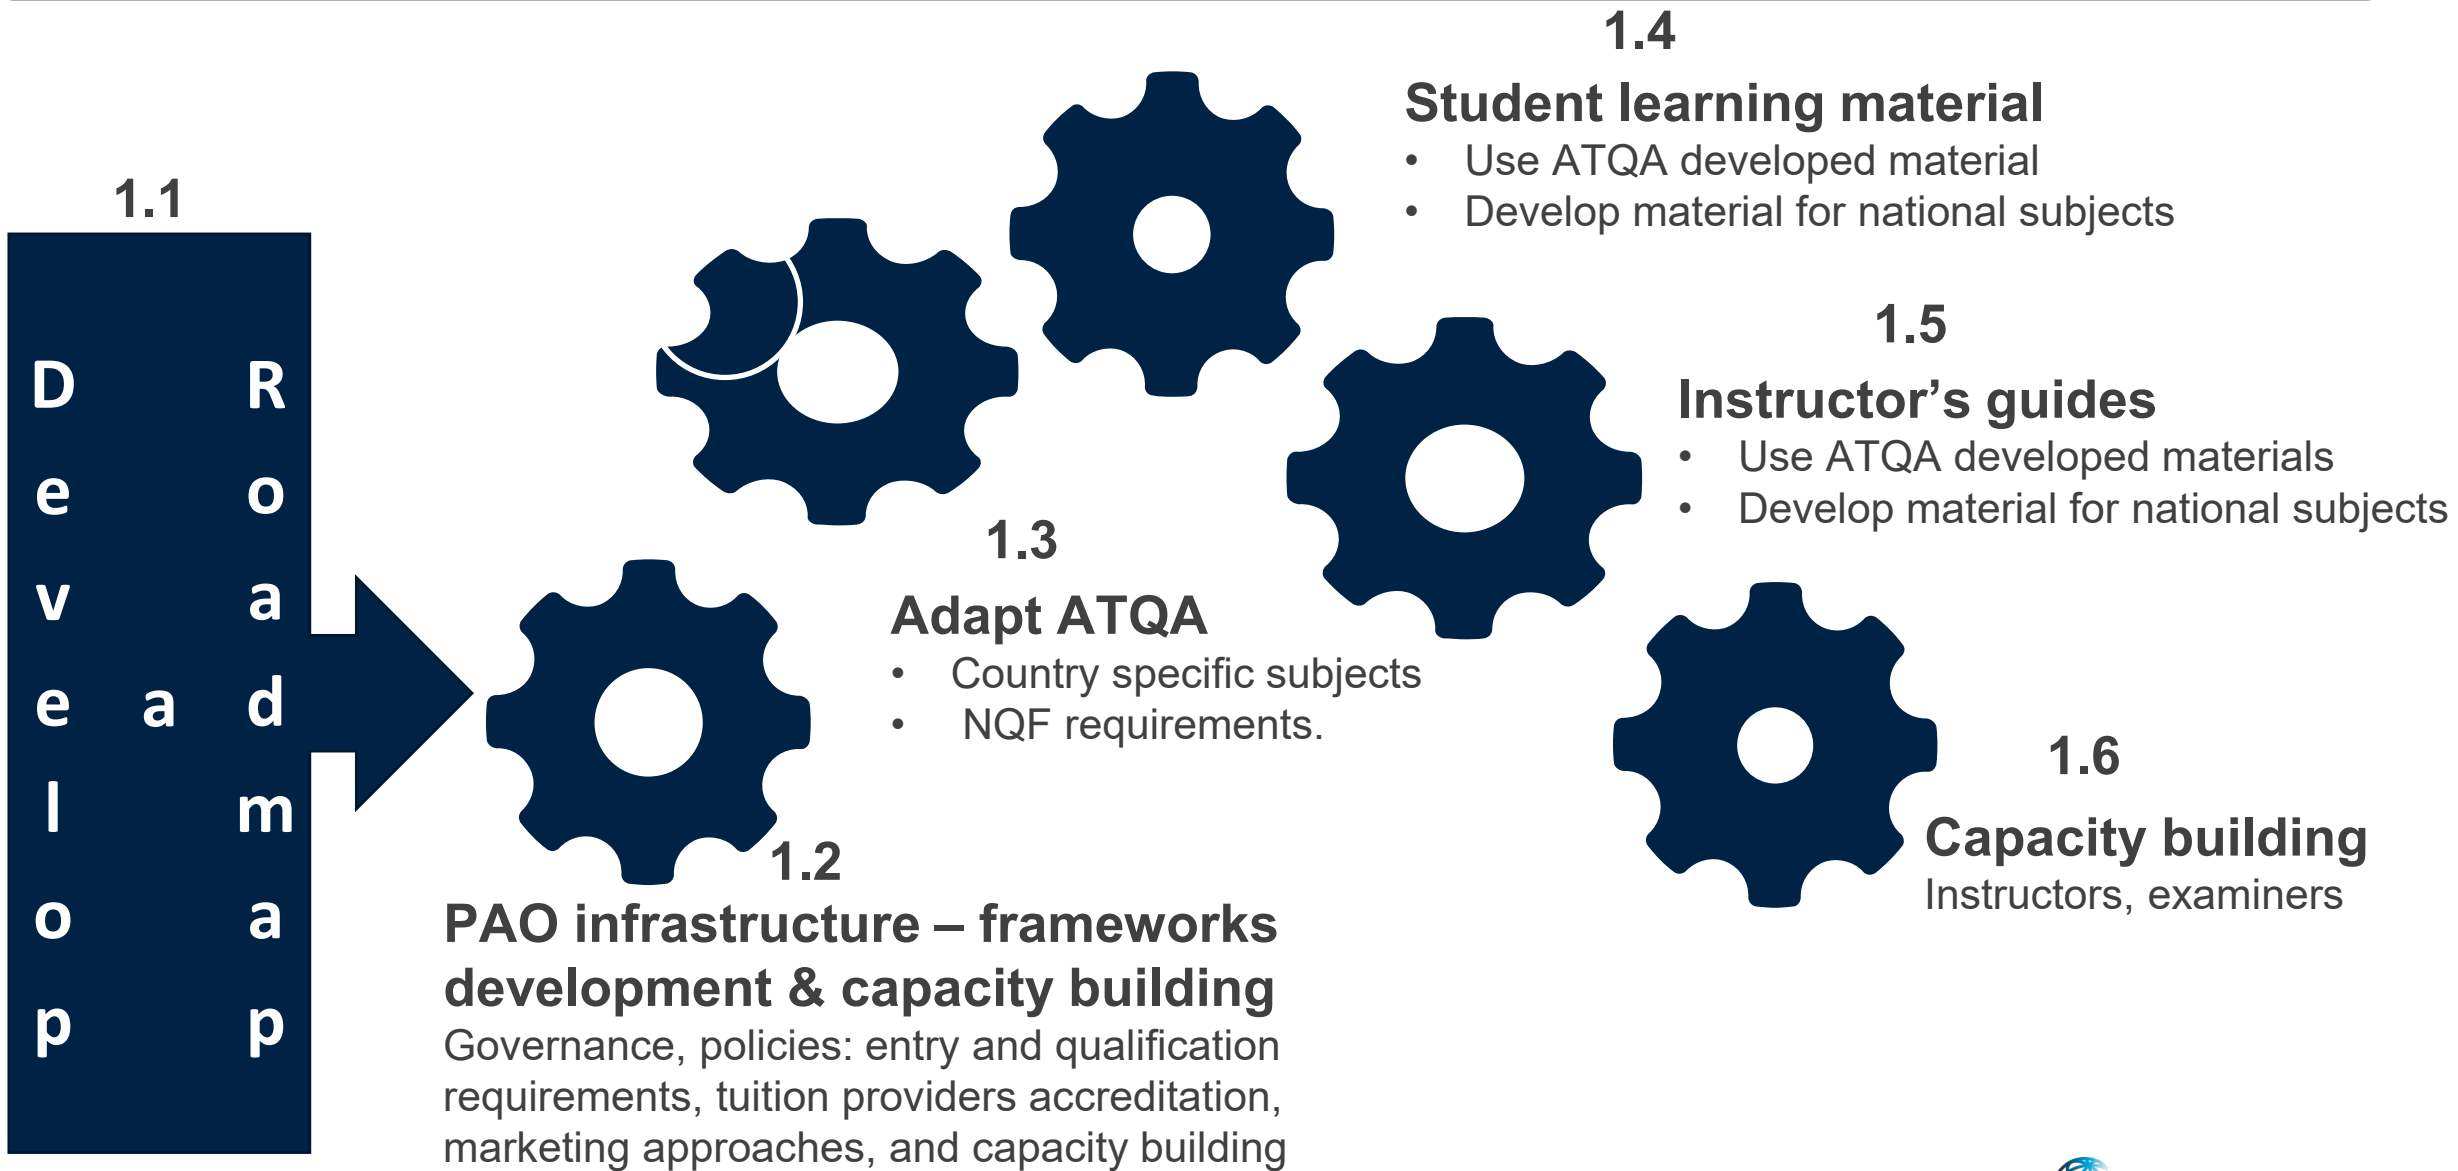 1.1
Develop a Roadmap
1.2
PAO infrastructure – frameworks
development & capacity building
Governance, policies: entry and qualification
requirements, tuition providers accreditation,
marketing approaches, and capacity building
1.3
Adapt ATQA
• Country specific subjects
• NQF requirements.
1.4
Student learning material
• Use ATQA developed material
• Develop material for national subjects
1.5
Instructor’s guides
• Use ATQA developed materials
• Develop material for national subjects
1.6
Capacity building
Instructors, examiners